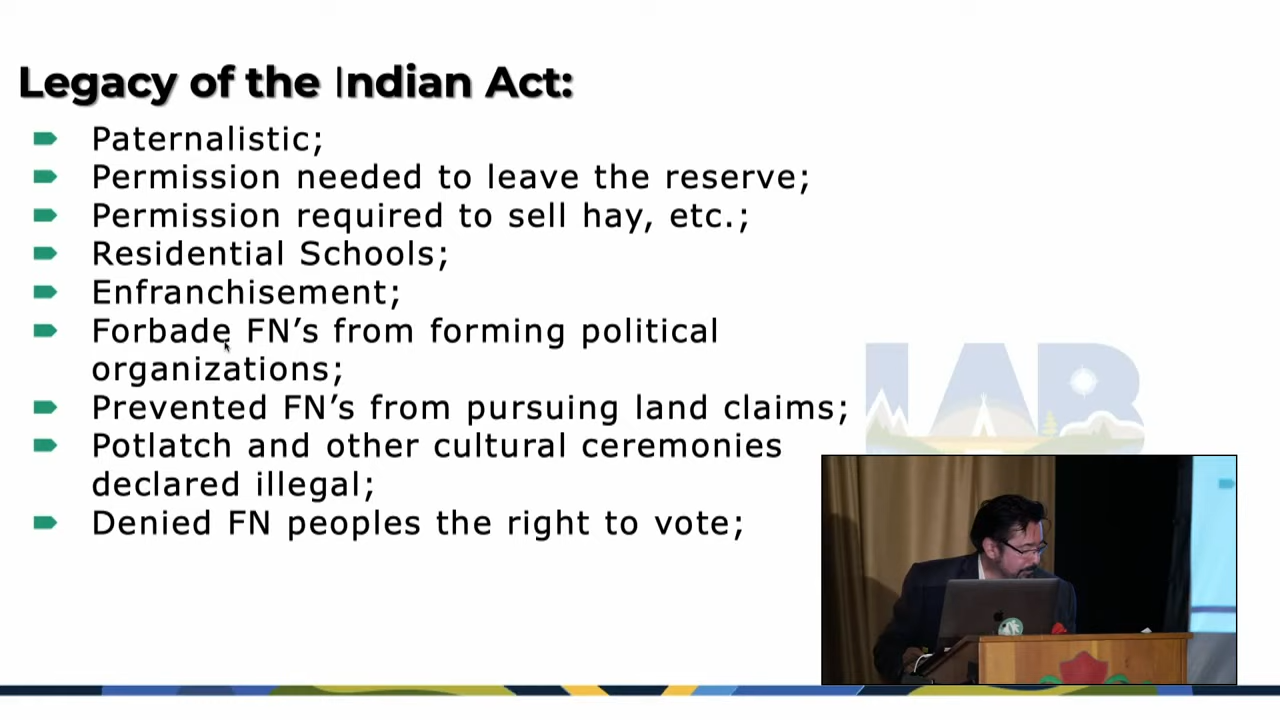 Legacy of the Indian Act:
Paternalistic;
Permission needed to leave the reserve;
Permission required to sell hay, etc.;
Residential Schools;
Enfranchisement;
Forbade FN’s from forming political
organizations;
Prevented FN’s from pursuing land claims;
Potlatch and other cultural ceremonies
declared illegal;
Denied FN peoples the right to vote;
IAB